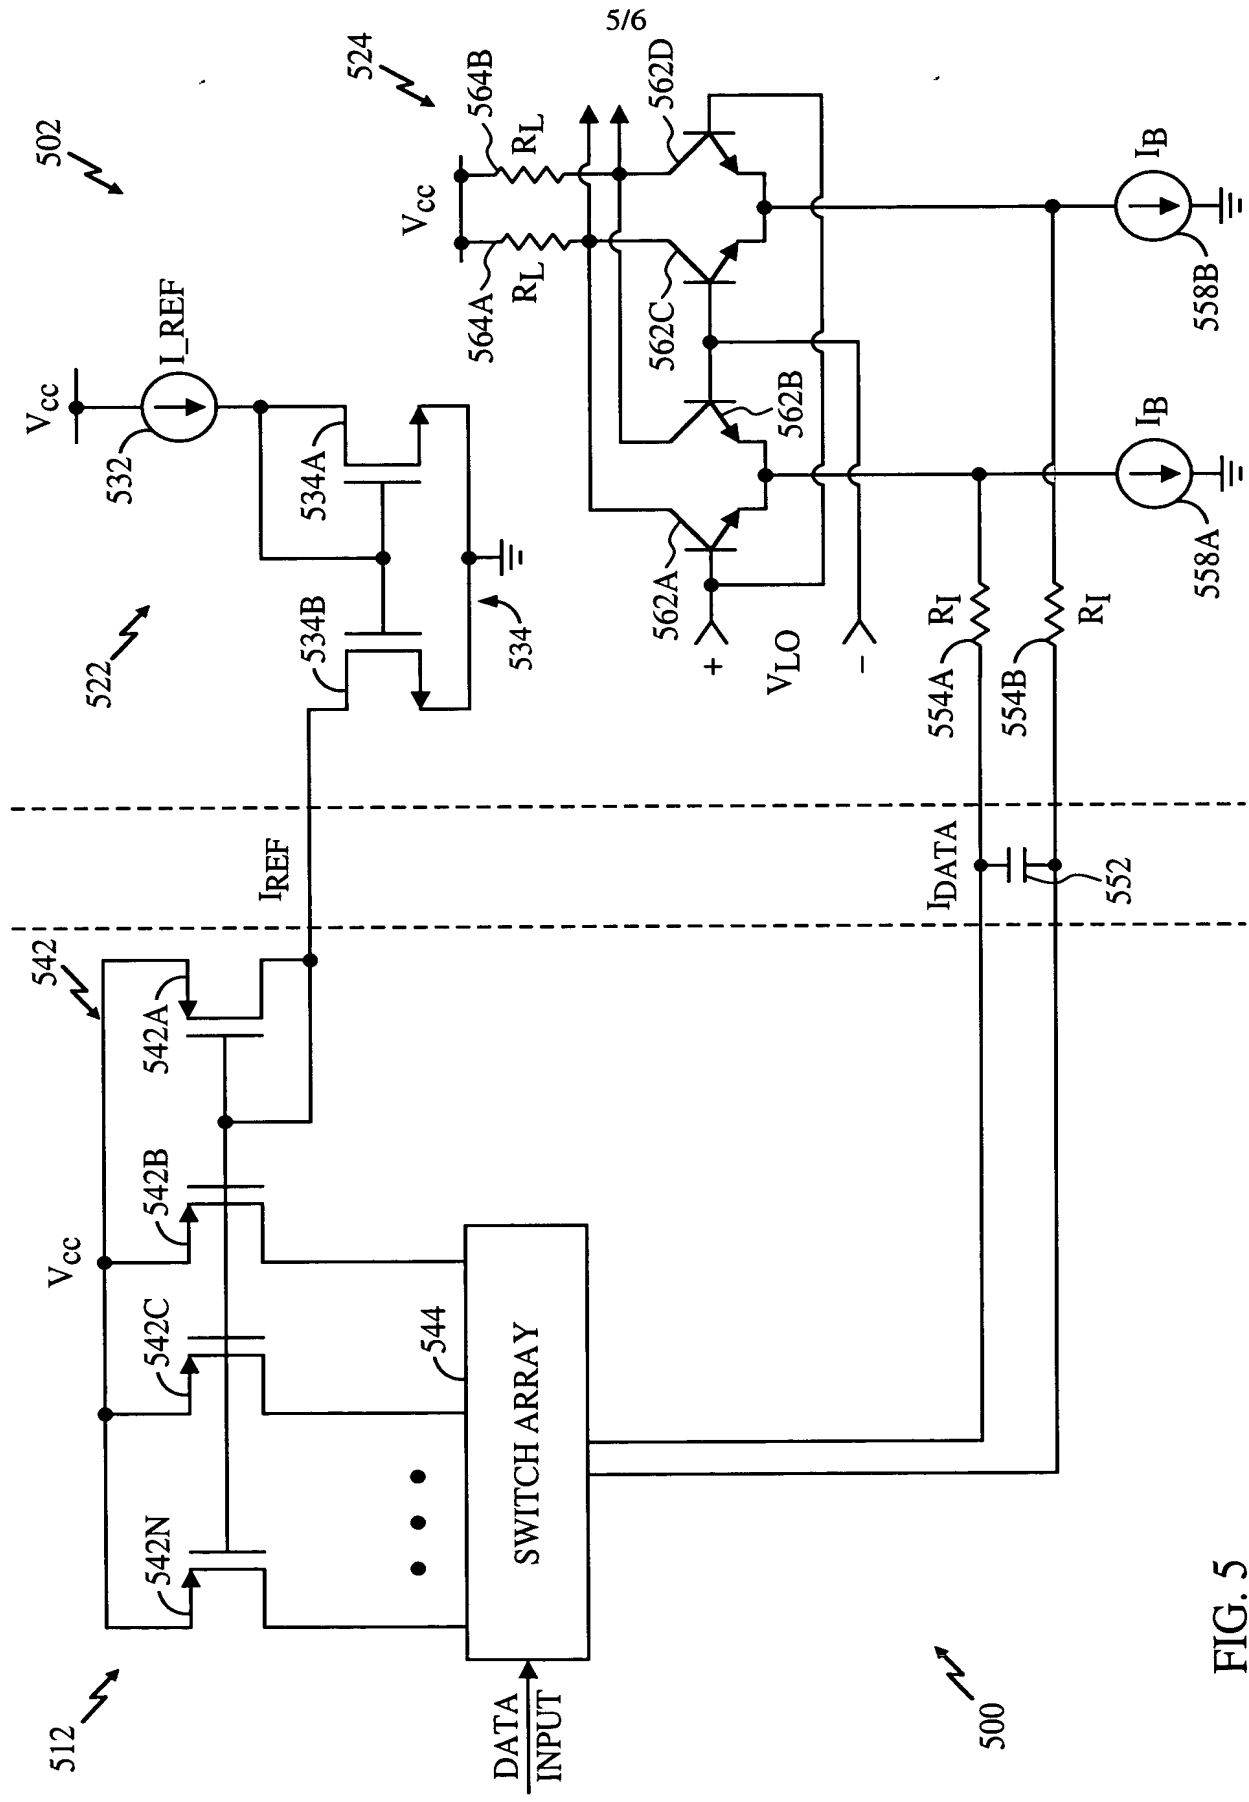 5/6
502
522
524
Vcc
I_REF
532
534A
534B
534
Vcc
564A
564B
RL
RL
562A
562B
562C
562D
+
VLO
-
RI
554A
554B
RI
IB
558A
IB
558B
IREF
IDATA
552
512
542
Vcc
542A
542B
542C
542N
544
SWITCH ARRAY
DATA
INPUT
500
FIG. 5